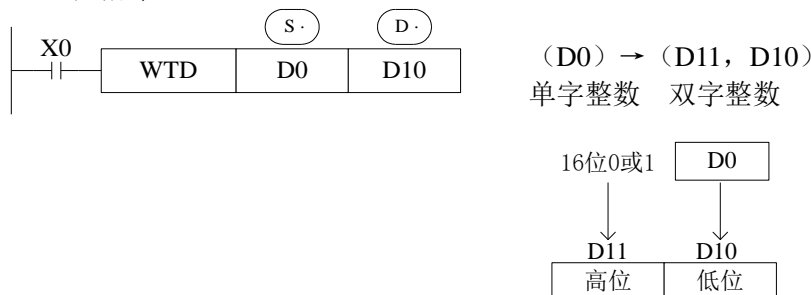 S·
D·
X0
WTD
D0
D10
（D0）→（D11，D10）
单字整数 双字整数
16位0或1
D0
D11
D10
高位
低位